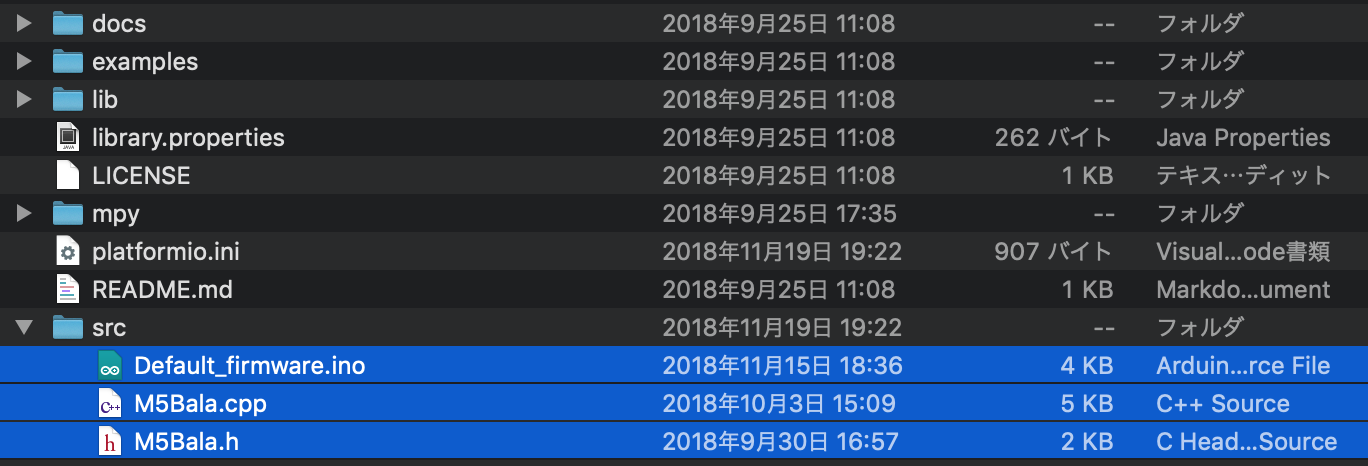 docs 2018年9月25日 11:08 -- フォルダ
examples 2018年9月25日 11:08 -- フォルダ
lib 2018年9月25日 11:08 -- フォルダ
library.properties 2018年9月25日 11:08 262 バイト Java Properties
LICENSE 2018年9月25日 11:08 1 KB テキス…ディット
mpy 2018年9月25日 17:35 -- フォルダ
platformio.ini 2018年11月19日 19:22 907 バイト Visual...ode書類
README.md 2018年9月25日 11:08 1 KB Markdo...ument
src 2018年11月19日 19:22 -- フォルダ
Default_firmware.ino 2018年11月15日 18:36 4 KB Arduin...rce File
M5Bala.cpp 2018年10月3日 15:09 5 KB C++ Source
M5Bala.h 2018年9月30日 16:57 2 KB C Head...Source